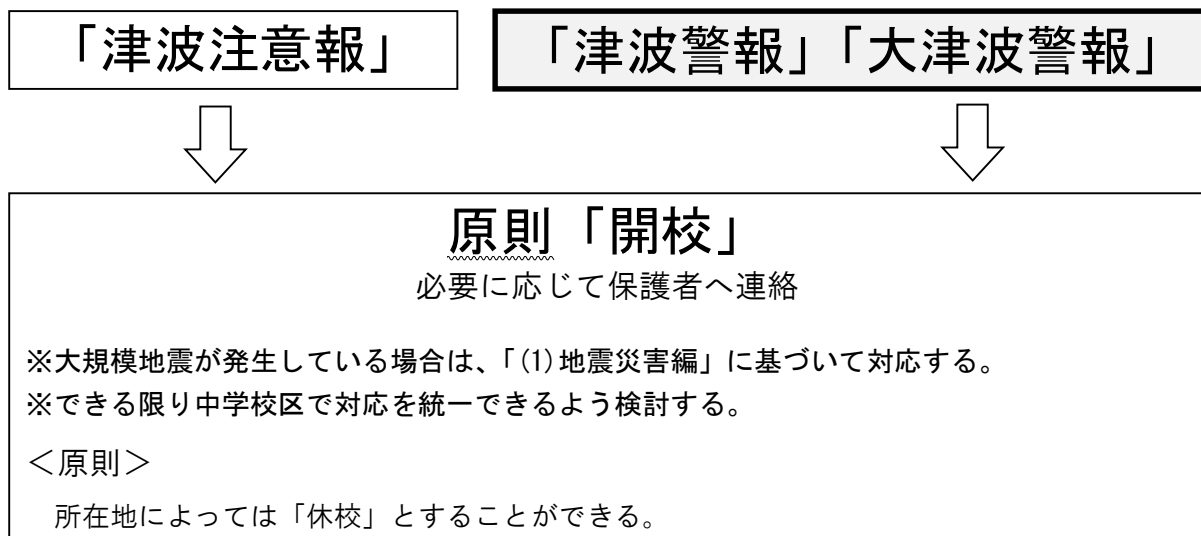 「津波注意報」
「津波警報」「大津波警報」
原則「開校」
必要に応じて保護者へ連絡
※大規模地震が発生している場合は、「(1)地震災害編」に基づいて対応する。
※できる限り中学校区で対応を統一できるよう検討する。
＜原則＞
所在地によっては「休校」とすることができる。